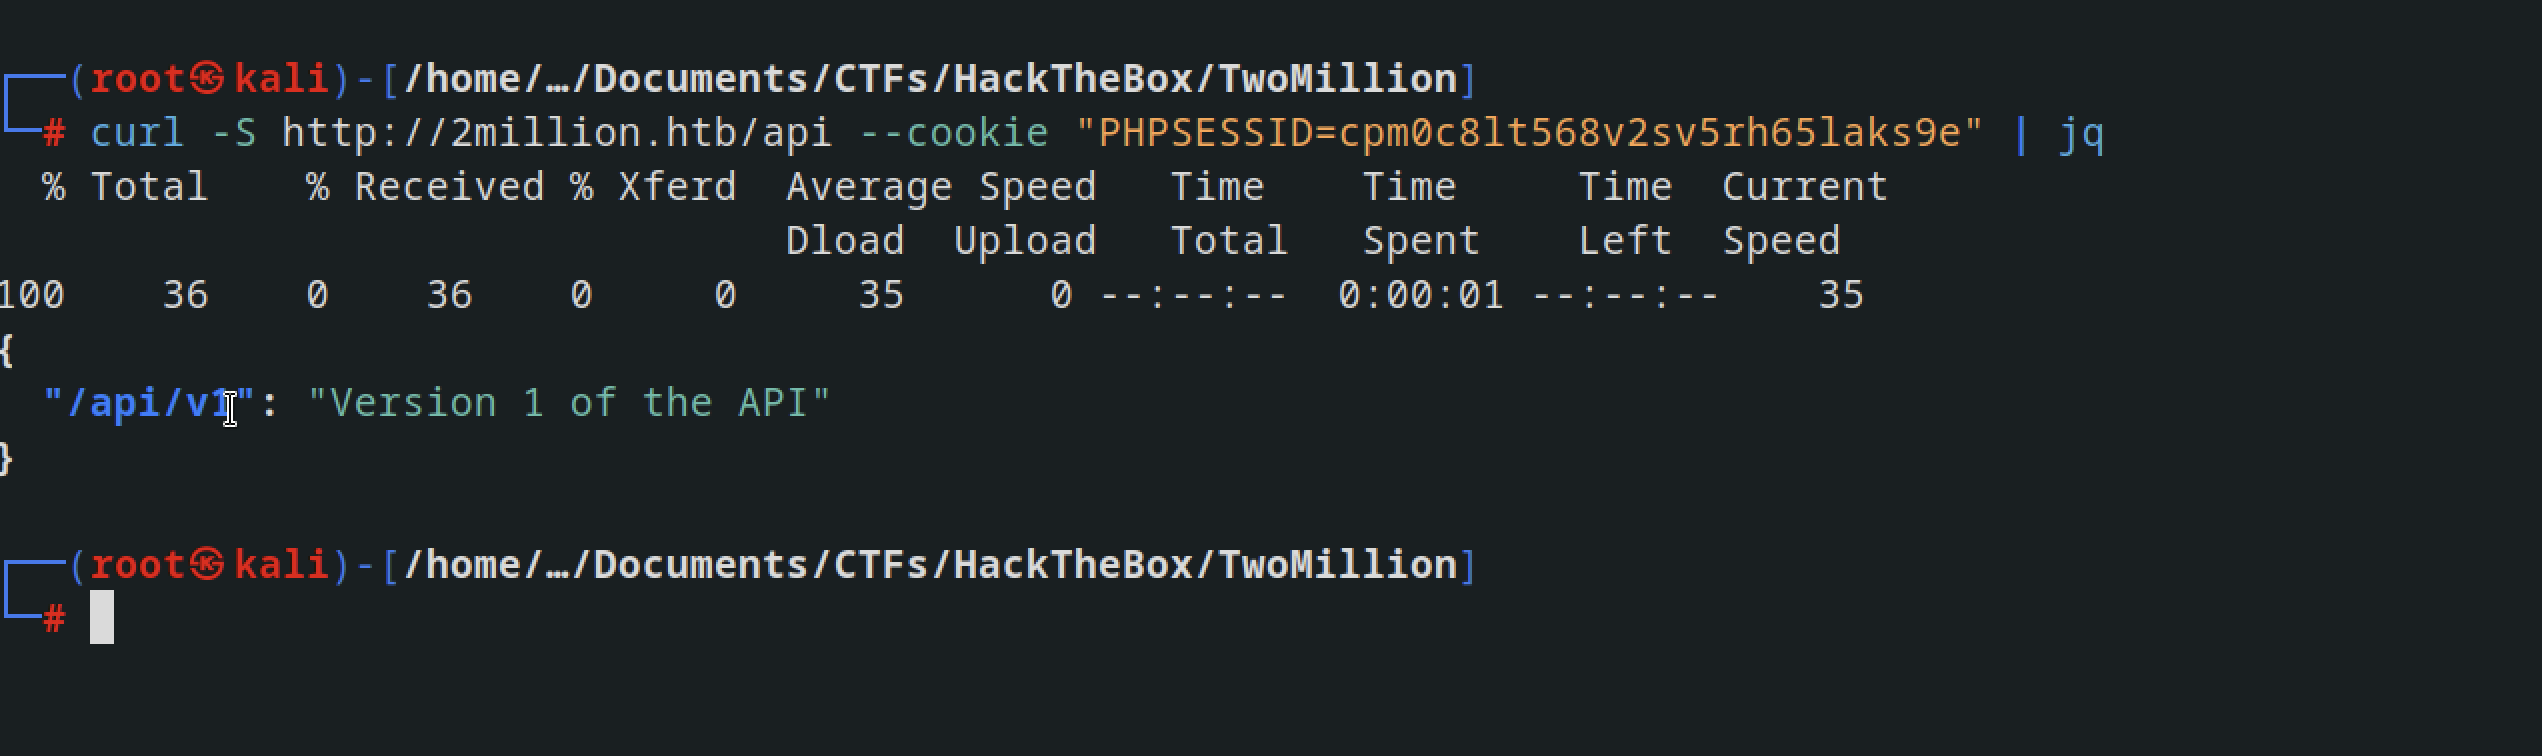 ┌──(root㉿kali)-[/home/…/Documents/CTFs/HackTheBox/TwoMillion]
└─# curl -S http://2million.htb/api --cookie "PHPSESSID=cpm0c8lt568v2sv5rh65laks9e" | jq
  % Total    % Received % Xferd  Average Speed   Time    Time     Time  Current
                                 Dload  Upload   Total   Spent    Left  Speed
100    36    0    36    0     0     35      0 --:--:--  0:00:01 --:--:--    35
{
  "/api/v1": "Version 1 of the API"
}
┌──(root㉿kali)-[/home/…/Documents/CTFs/HackTheBox/TwoMillion]
└─#